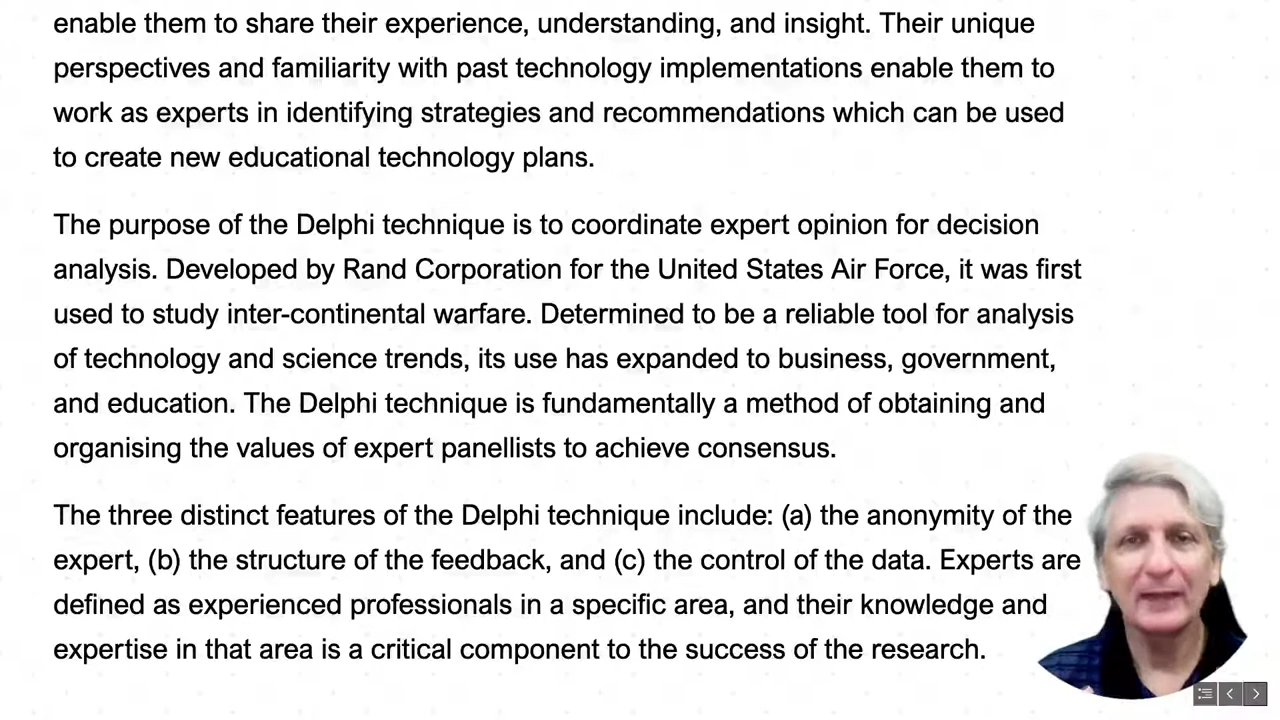 enable them to share their experience, understanding, and insight. Their unique
perspectives and familiarity with past technology implementations enable them to
work as experts in identifying strategies and recommendations which can be used
to create new educational technology plans.
The purpose of the Delphi technique is to coordinate expert opinion for decision
analysis. Developed by Rand Corporation for the United States Air Force, it was first
used to study inter-continental warfare. Determined to be a reliable tool for analysis
of technology and science trends, its use has expanded to business, government,
and education. The Delphi technique is fundamentally a method of obtaining and
organising the values of expert panellists to achieve consensus.
The three distinct features of the Delphi technique include: (a) the anonymity of the
expert, (b) the structure of the feedback, and (c) the control of the data. Experts are
defined as experienced professionals in a specific area, and their knowledge and
expertise in that area is a critical component to the success of the research.